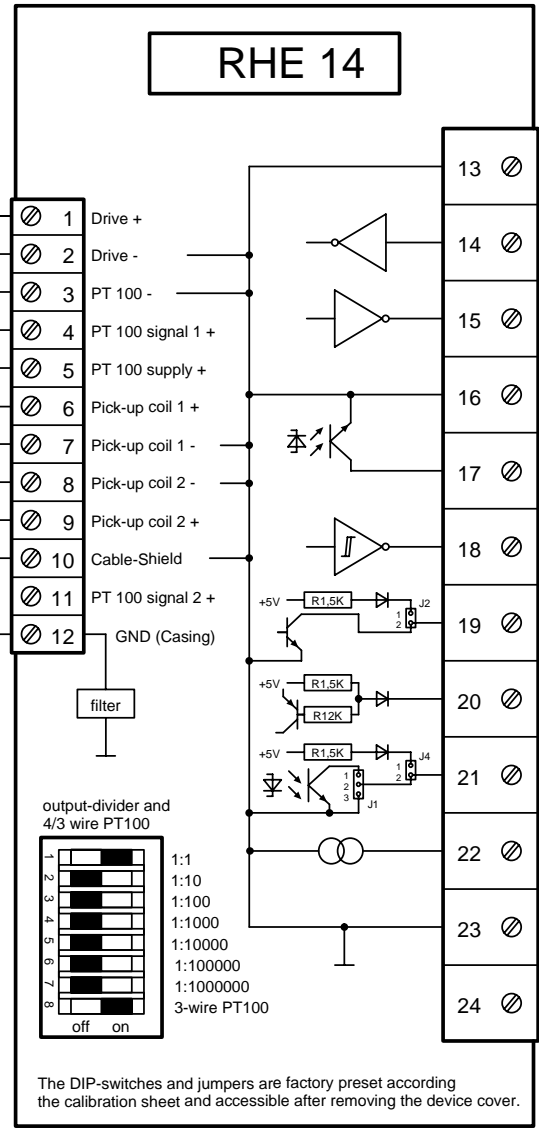 RHE 14
1 Drive +
2 Drive -
3 PT 100 -
4 PT 100 signal 1 +
5 PT 100 supply +
6 Pick-up coil 1 +
7 Pick-up coil 1 -
8 Pick-up coil 2 -
9 Pick-up coil 2 +
10 Cable-Shield
11 PT 100 signal 2 +
12 GND (Casing)
filter
13
14
15
16
17
18
+5V R1,5K J2
1
2
19
+5V R1,5K
R12K
20
+5V R1,5K J4
1
2
1
2
3
J1
21
22
23
24
output-divider and
4/3 wire PT100
1 1:1
2 1:10
3 1:100
4 1:1000
5 1:10000
6 1:100000
7 1:1000000
8 3-wire PT100
off on
The DIP-switches and jumpers are factory preset according
the calibration sheet and accessible after removing the device cover.